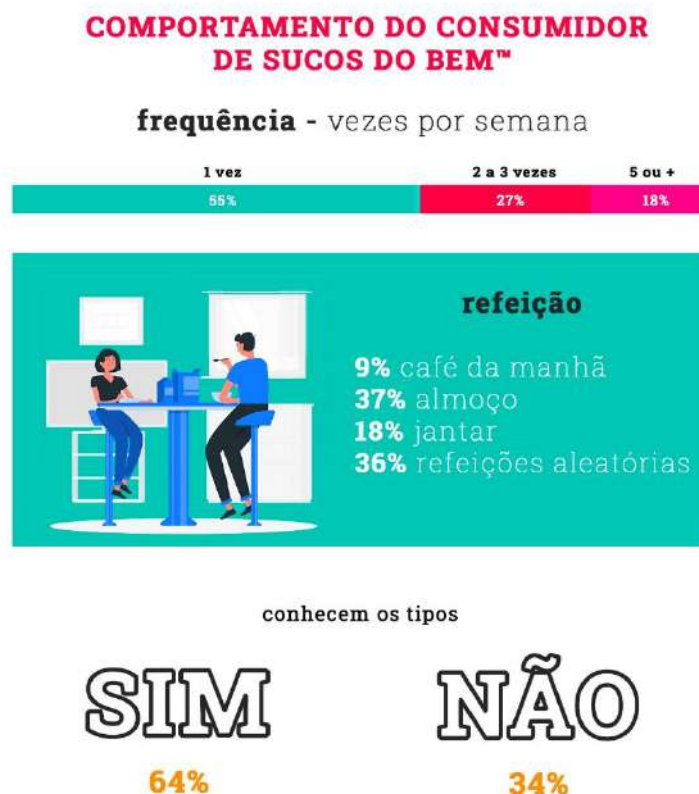 COMPORTAMENTO DO CONSUMIDOR
DE SUCOS DO BEM™
frequência - vezes por semana
1 vez 2 a 3 vezes 5 ou +
55% 27% 18%
refeição
9% café da manhã
37% almoço
18% jantar
36% refeições aleatórias
conhecem os tipos
SIM NÃO
64% 34%